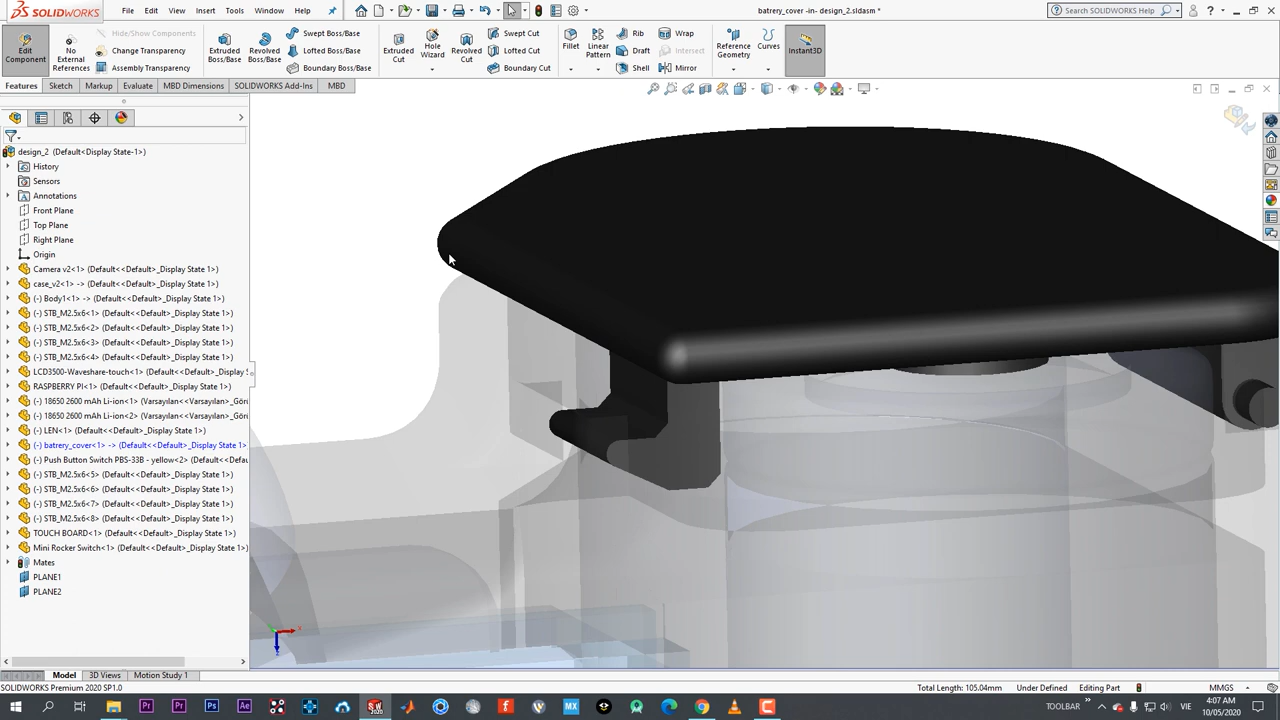 SOLIDWORKS File Edit View Insert Tools Window Help batrery_cover -in- design_2.sldasm * Search SOLIDWORKS Help
Edit Component
No External References
Hide/Show Components
Change Transparency
Assembly Transparency
Extruded Boss/Base
Revolved Boss/Base
Swept Boss/Base
Lofted Boss/Base
Boundary Boss/Base
Extruded Cut
Hole Wizard
Revolved Cut
Swept Cut
Lofted Cut
Boundary Cut
Fillet
Linear Pattern
Rib
Draft
Shell
Wrap
Intersect
Mirror
Reference Geometry
Curves
Instant3D
Features Sketch Markup Evaluate MBD Dimensions SOLIDWORKS Add-Ins MBD
design_2 (Default<Display State-1>)
History
Sensors
Annotations
Front Plane
Top Plane
Right Plane
Origin
Camera v2<1> (Default<<Default>_Display State 1>)
case_v2<1> -> (Default<<Default>_Display State 1>)
(-) Body1<1> (Default<<Default>_Display State 1>)
(-) STB_M2.5x6<1> (Default<<Default>_Display State 1>)
(-) STB_M2.5x6<2> (Default<<Default>_Display State 1>)
(-) STB_M2.5x6<3> (Default<<Default>_Display State 1>)
(-) STB_M2.5x6<4> (Default<<Default>_Display State 1>)
LCD3500-Waveshare-touch<1> (Default<<Default>_Display S
RASPBERRY PI<1> (Default<<Default>_Display State 1>)
(-) 18650 2600 mAh Li-ion<1> (Varsayılan<<Varsayılan>_Gör
(-) 18650 2600 mAh Li-ion<2> (Varsayılan<<Varsayılan>_Gör
(-) LEN<1> (Default<<Default>_Display State 1>)
(-) batrery_cover<1> -> (Default<<Default>_Display State 1>
(-) Push Button Switch PBS-33B - yellow<2> (Default<<Defau
(-) STB_M2.5x6<5> (Default<<Default>_Display State 1>)
(-) STB_M2.5x6<6> (Default<<Default>_Display State 1>)
(-) STB_M2.5x6<7> (Default<<Default>_Display State 1>)
(-) STB_M2.5x6<8> (Default<<Default>_Display State 1>)
TOUCH BOARD<1> (Default<<Default>_Display State 1>)
Mini Rocker Switch<1> (Default<<Default>_Display State 1>)
Mates
PLANE1
PLANE2
Model 3D Views Motion Study 1
SOLIDWORKS Premium 2020 SP1.0 Total Length: 105.04mm Under Defined Editing Part MMGS
TOOLBAR VIE 4:07 AM
10/05/2020